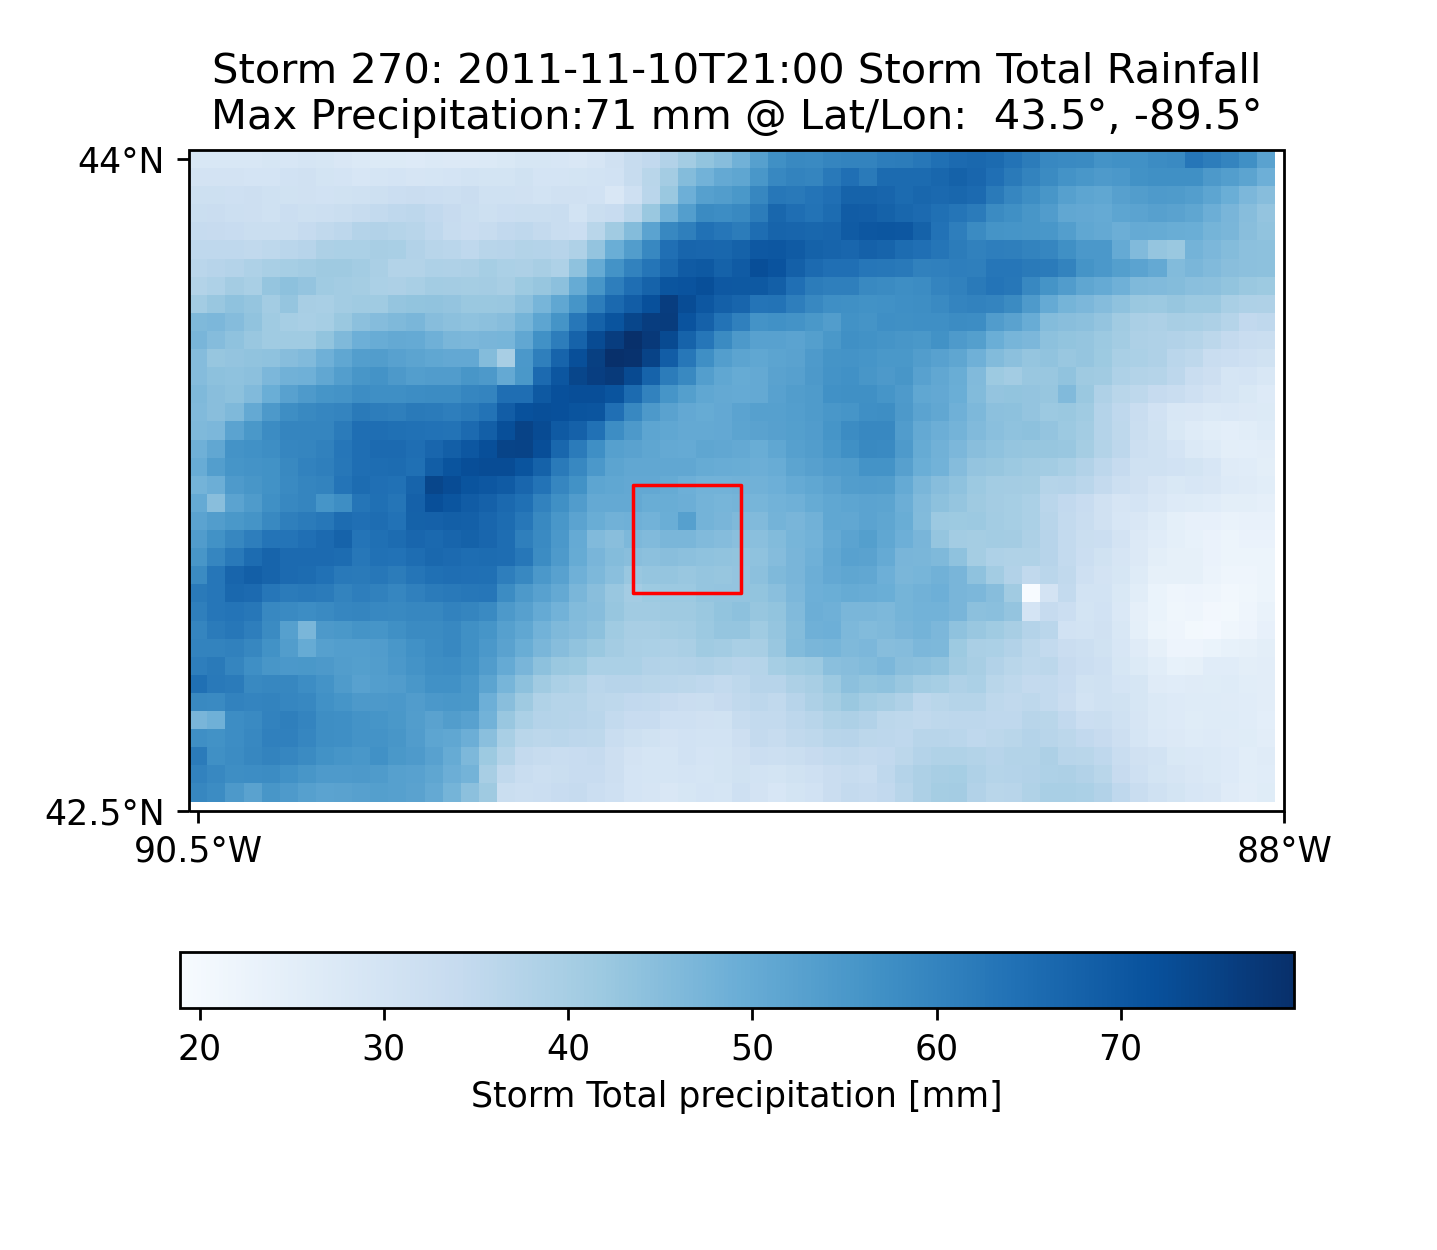 Storm 270: 2011-11-10T21:00 Storm Total Rainfall
Max Precipitation:71 mm @ Lat/Lon:  43.5°, -89.5°
44°N
42.5°N
90.5°W 88°W
20 30 40 50 60 70
Storm Total precipitation [mm]